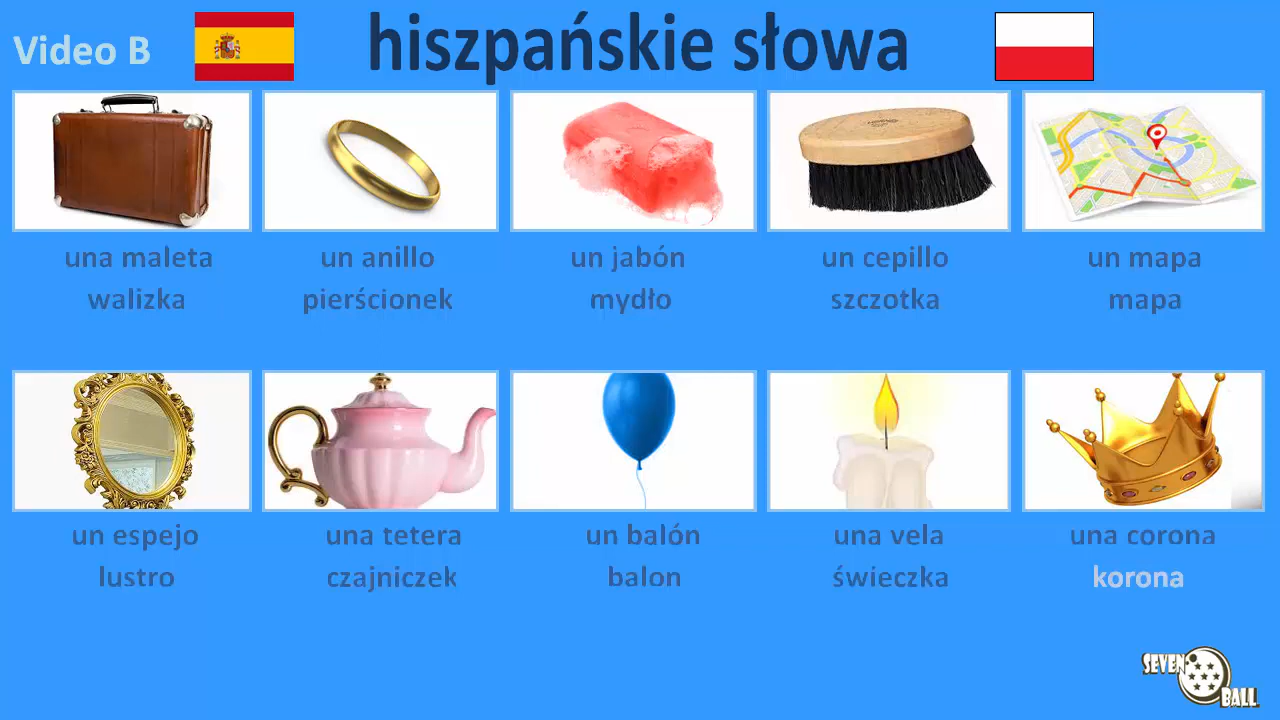 Video B
hiszpańskie słowa
una maleta
walizka
un anillo
pierścionek
un jabón
mydło
un cepillo
szczotka
un mapa
mapa
un espejo
lustro
una tetera
czajniczek
un balón
balon
una vela
świeczka
una corona
korona
SEVEN
BALL